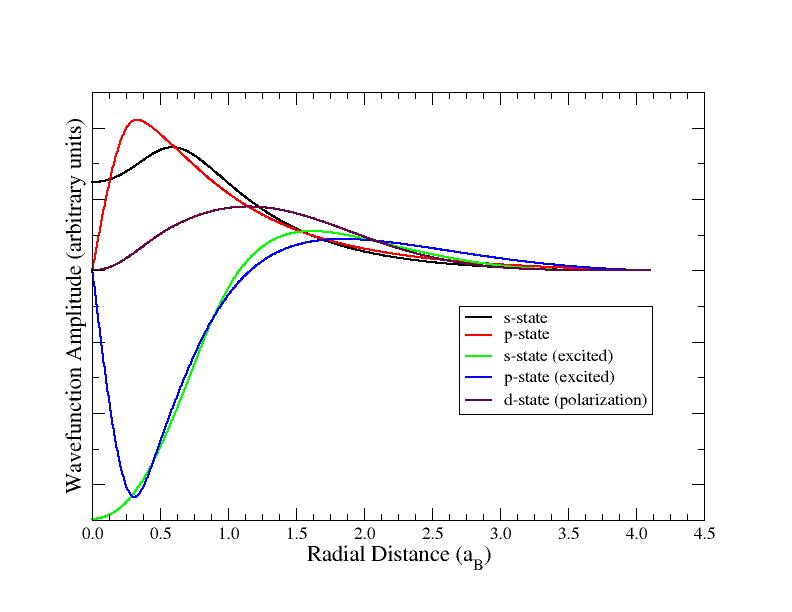 Wavefunction Amplitude (arbitrary units)
s-state
p-state
s-state (excited)
p-state (excited)
d-state (polarization)
0.0 0.5 1.0 1.5 2.0 2.5 3.0 3.5 4.0 4.5
Radial Distance (a_B)